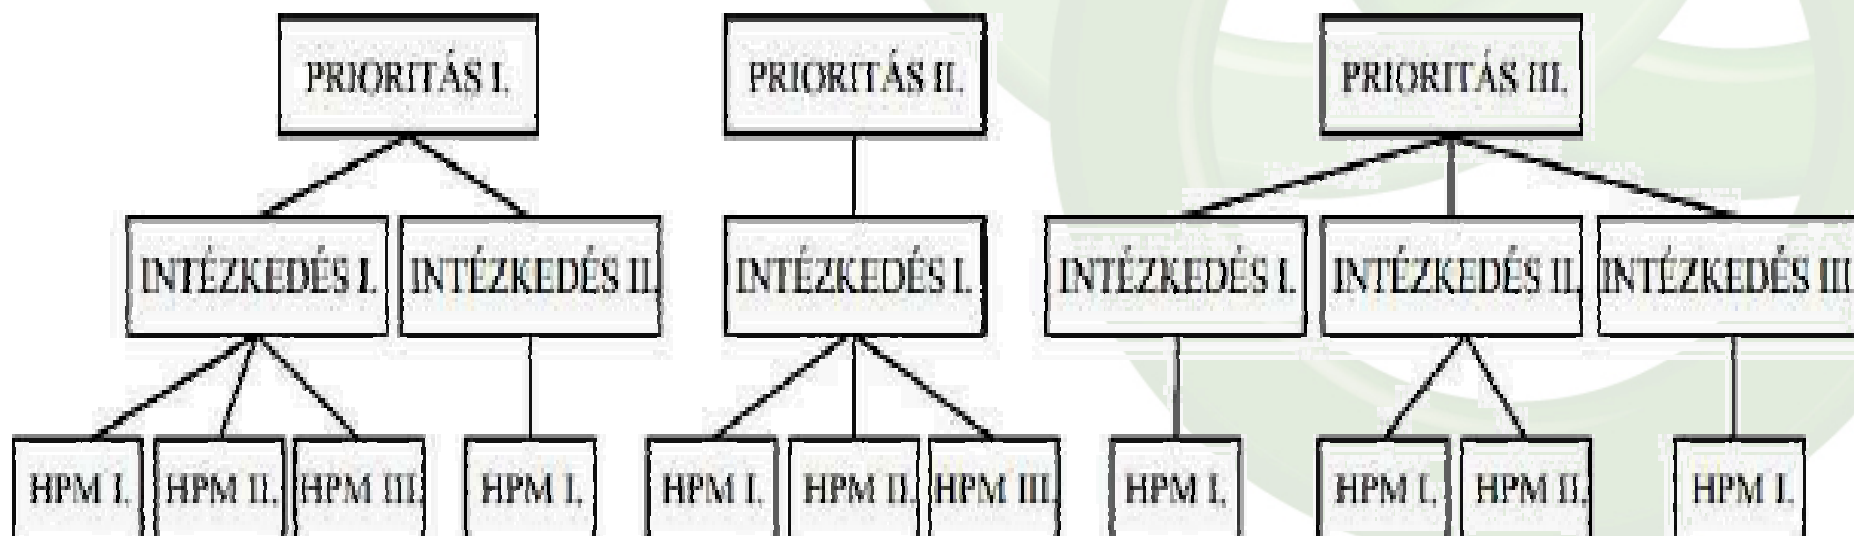 PRIORITÁS I.
PRIORITÁS II.
PRIORITÁS III.
INTÉZKEDÉS I.
INTÉZKEDÉS II.
INTÉZKEDÉS I.
INTÉZKEDÉS I.
INTÉZKEDÉS II.
INTÉZKEDÉS III.
HPM I.
HPM II.
HPM III.
HPM I.
HPM I.
HPM II.
HPM III.
HPM I.
HPM I.
HPM II.
HPM I.